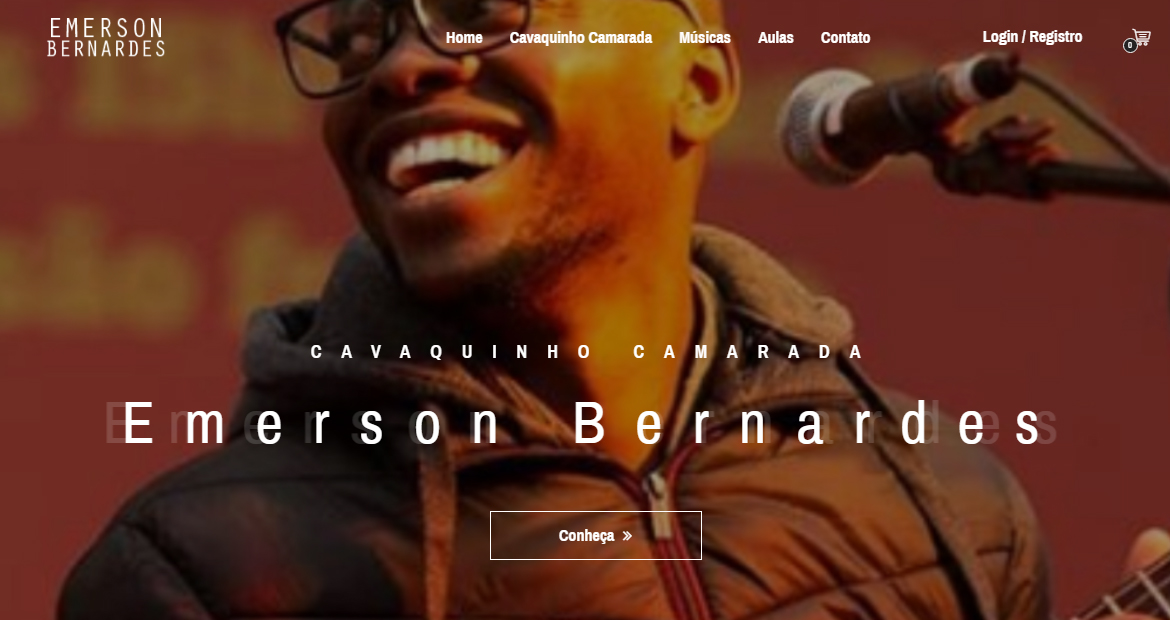 EMERSON
BERNARDES
Home Cavaquinho Camarada Músicas Aulas Contato
Login / Registro
0
CAVAQUINHO CAMARADA
Emerson Bernardes
Conheça »